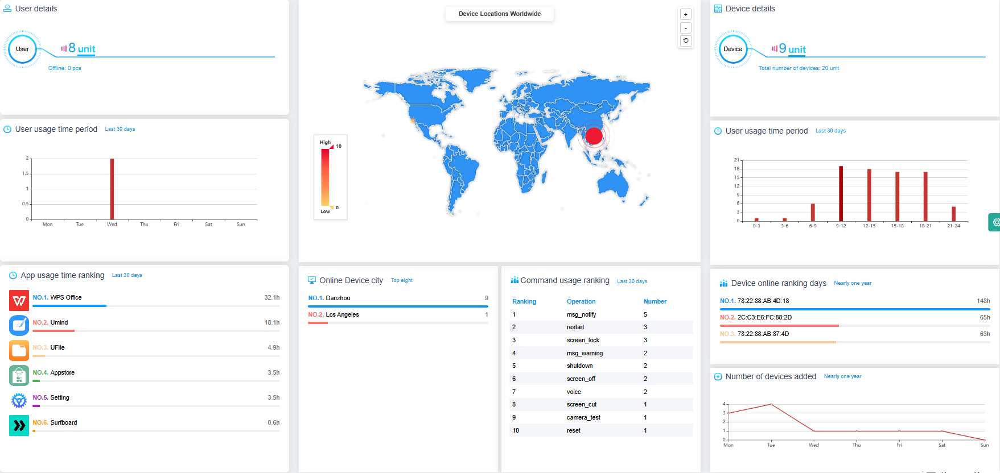 User details
User
8 unit
Offline: 0 pcs
User usage time period Last 30 days
2
1.5
1
0.5
0
Mon Tue Wed Thu Fri Sat Sun
App usage time ranking Last 30 days
NO.1. WPS Office 32.1h
NO.2. Umind 18.1h
NO.3. UFile 4.9h
NO.4. Appstore 3.5h
NO.5. Setting 3.5h
NO.6. Surfboard 0.6h
Device Locations Worldwide
+
-
High
10
0
Low
Online Device city Top eight
NO.1. Danzhou 9
NO.2. Los Angeles 1
Command usage ranking Last 30 days
Ranking Operation Number
1 msg_notify 5
2 restart 3
3 screen_lock 3
4 msg_warning 2
5 shutdown 2
6 screen_off 2
7 voice 2
8 screen_cut 1
9 camera_test 1
10 reset 1
Device details
Device
9 unit
Total number of devices: 20 unit
User usage time period Last 30 days
21
18
15
12
9
6
3
0
0-3 3-6 6-9 9-12 12-15 15-18 18-21 21-24
Device online ranking days Nearly one year
NO.1. 78:22:88:AB:4D:18 148h
NO.2. 2C:C3:E6:FC:88:2D 65h
NO.3. 78:22:88:AB:87:4D 63h
Number of devices added Nearly one year
4
3
2
1
0
Mon Tue Wed Thu Fri Sat Sun